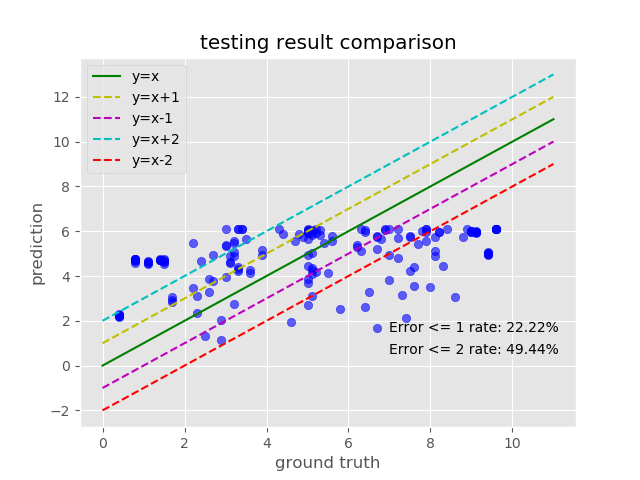 testing result comparison
y=x
y=x+1
y=x-1
y=x+2
y=x-2
12
10
8
6
4
2
0
−2
prediction
Error <= 1 rate: 22.22%
Error <= 2 rate: 49.44%
0 2 4 6 8 10
ground truth